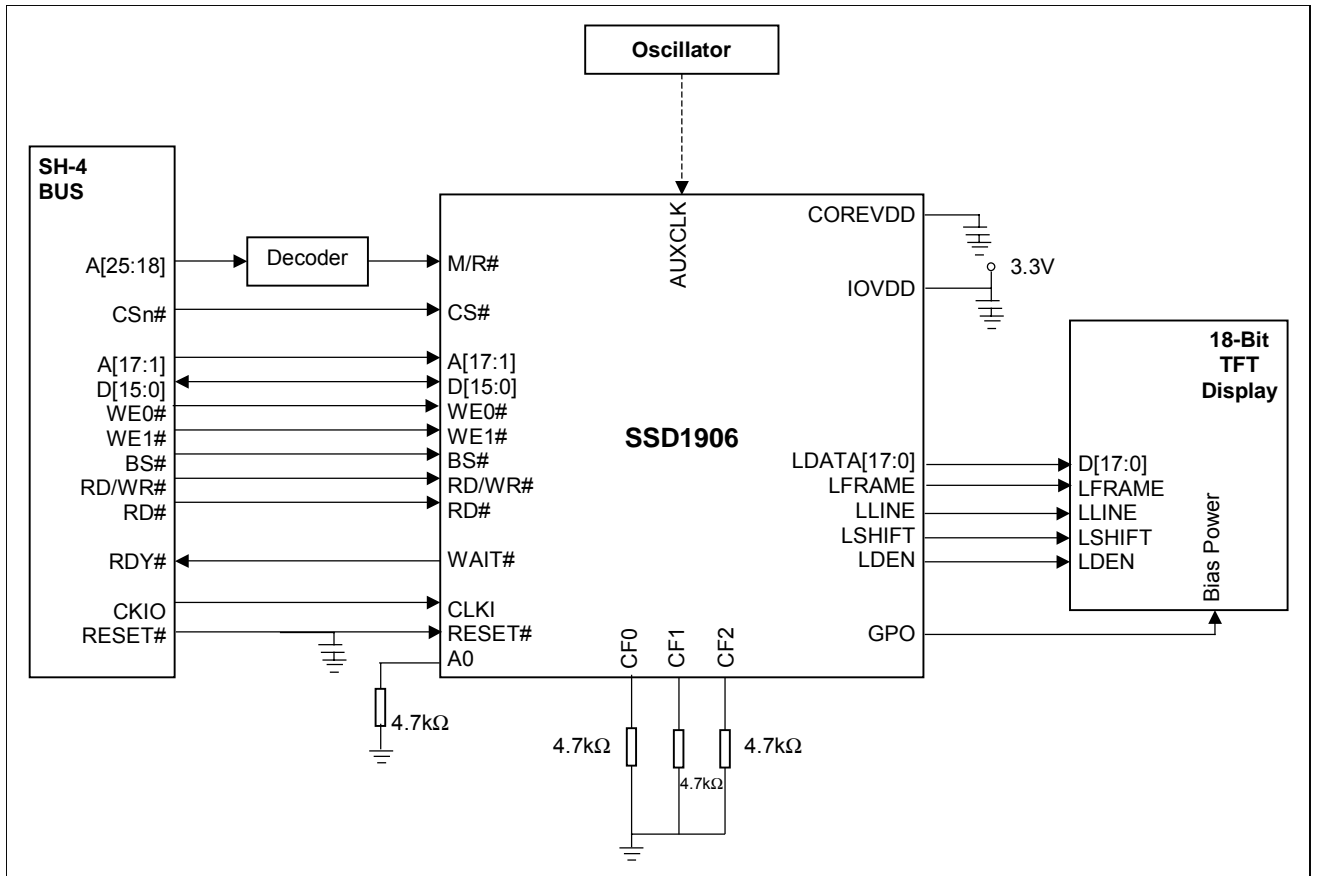 Oscillator
SH-4
BUS
A[25:18]
CSn#
A[17:1]
D[15:0]
WE0#
WE1#
BS#
RD/WR#
RD#
RDY#
CKIO
RESET#
Decoder
M/R#
CS#
A[17:1]
D[15:0]
WE0#
WE1#
BS#
RD/WR#
RD#
WAIT#
CLKI
RESET#
A0
4.7kΩ
AUXCLK
SSD1906
COREVDD
IOVDD
3.3V
LDATA[17:0]
LFRAME
LLINE
LSHIFT
LDEN
GPO
CF0
CF1
CF2
4.7kΩ
4.7kΩ
4.7kΩ
18-Bit
TFT
Display
D[17:0]
LFRAME
LLINE
LSHIFT
LDEN
Bias Power